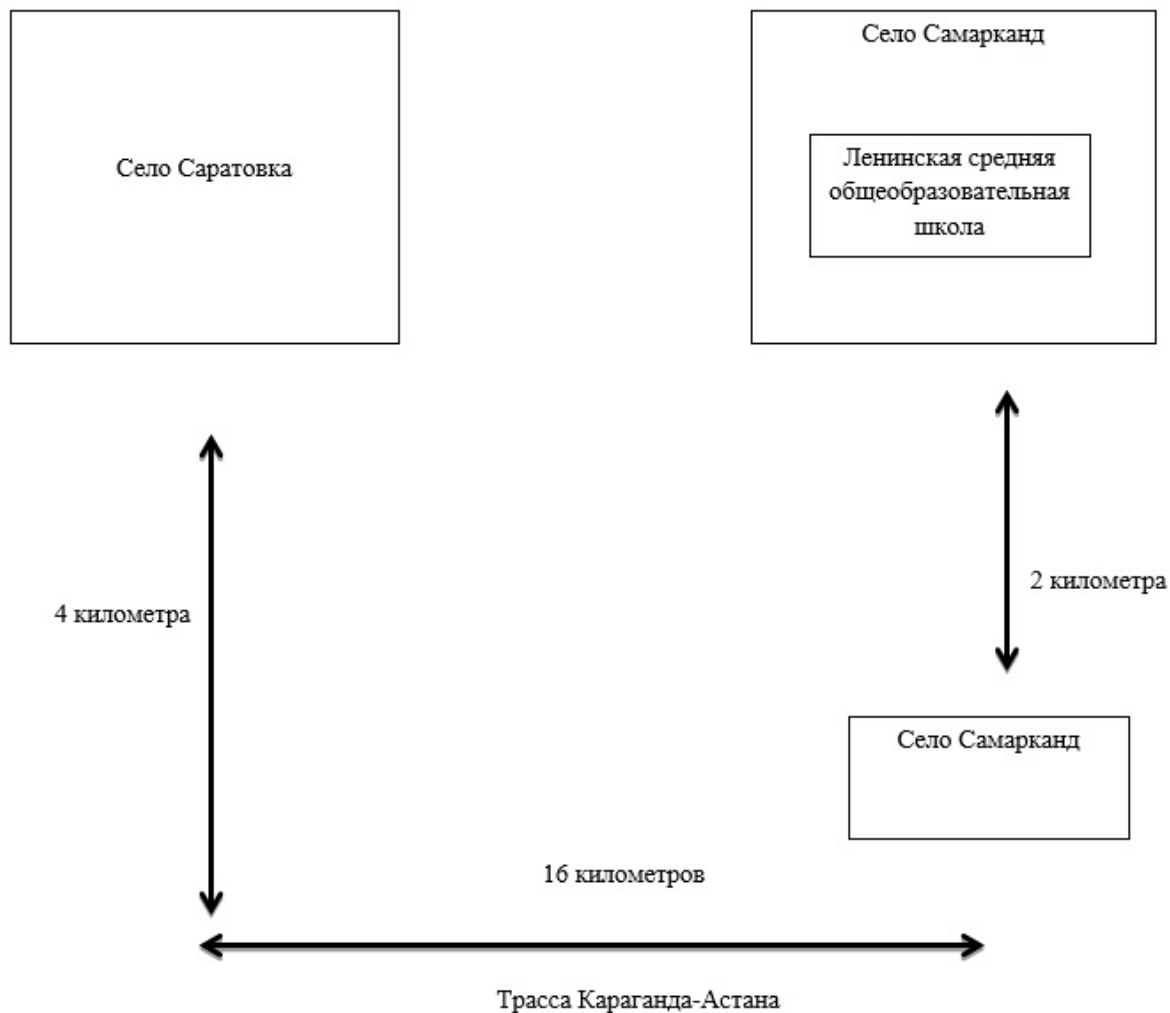 Село Самарканд
Село Саратовка
Ленинская средняя
общеобразовательная
школа
4 километра
2 километра
Село Самарканд
16 километров
Трасса Караганда-Астана